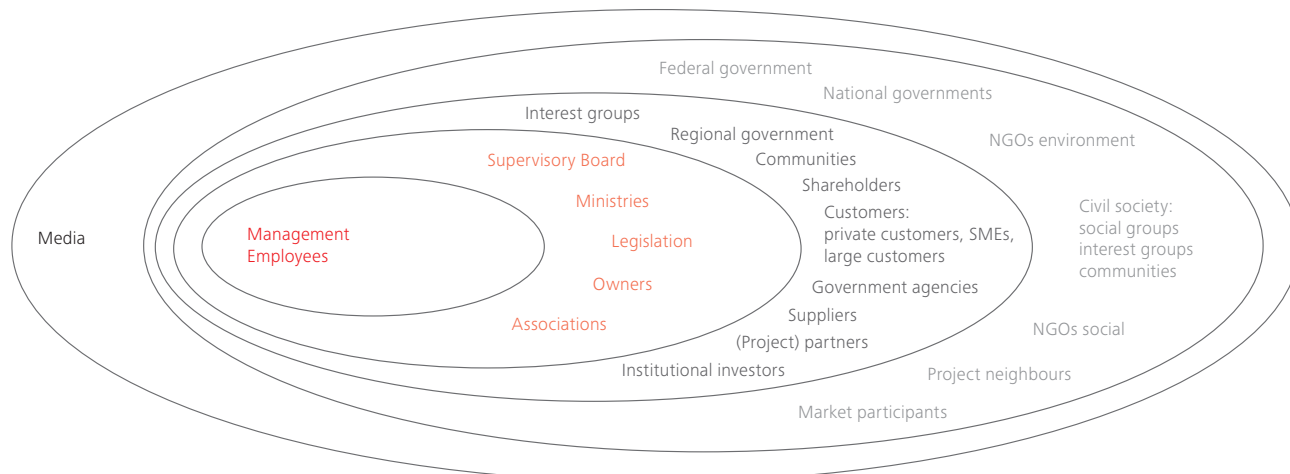 Federal government
National governments
Interest groups
Regional government
NGOs environment
Supervisory Board
Communities
Shareholders
Ministries
Customers:
private customers, SMEs,
large customers
Civil society:
social groups
interest groups
communities
Media
Management
Employees
Legislation
Owners
Government agencies
Suppliers
Associations
NGOs social
(Project) partners
Institutional investors
Project neighbours
Market participants